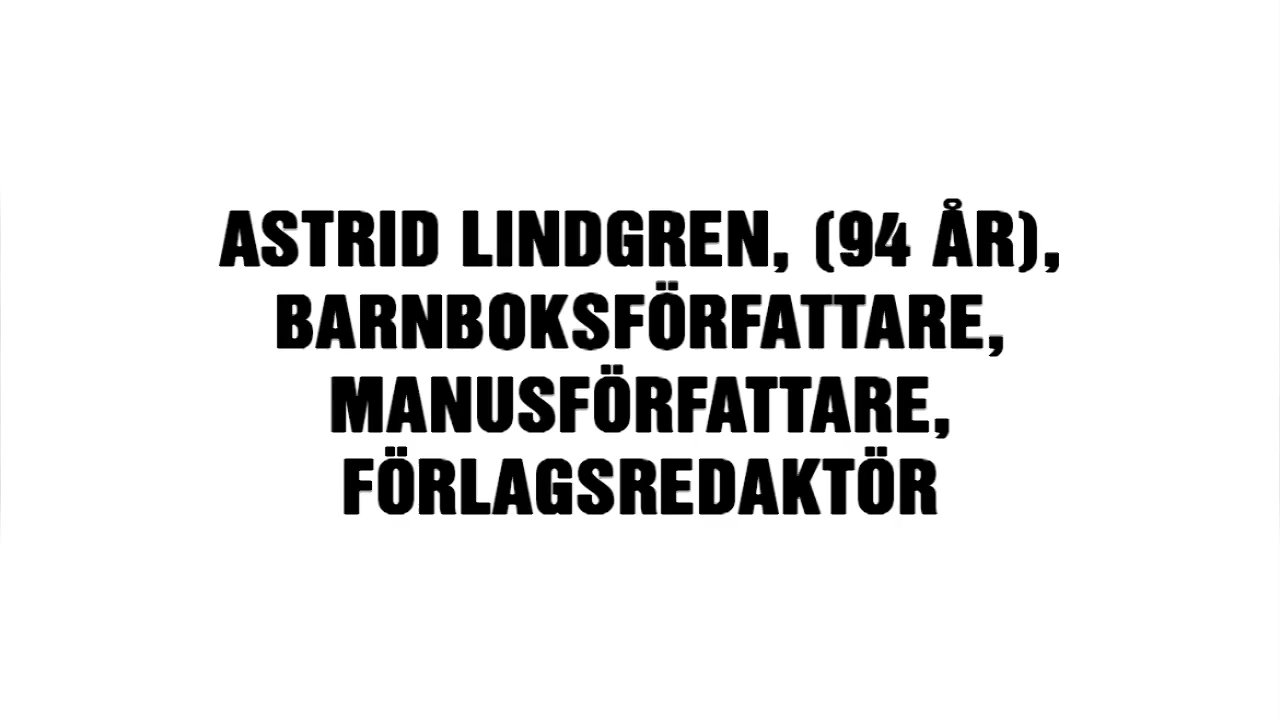 ASTRID LINDGREN, (94 ÅR),
BARNBOKSFÖRFATTARE,
MANUSFÖRFATTARE,
FÖRLAGSREDAKTÖR